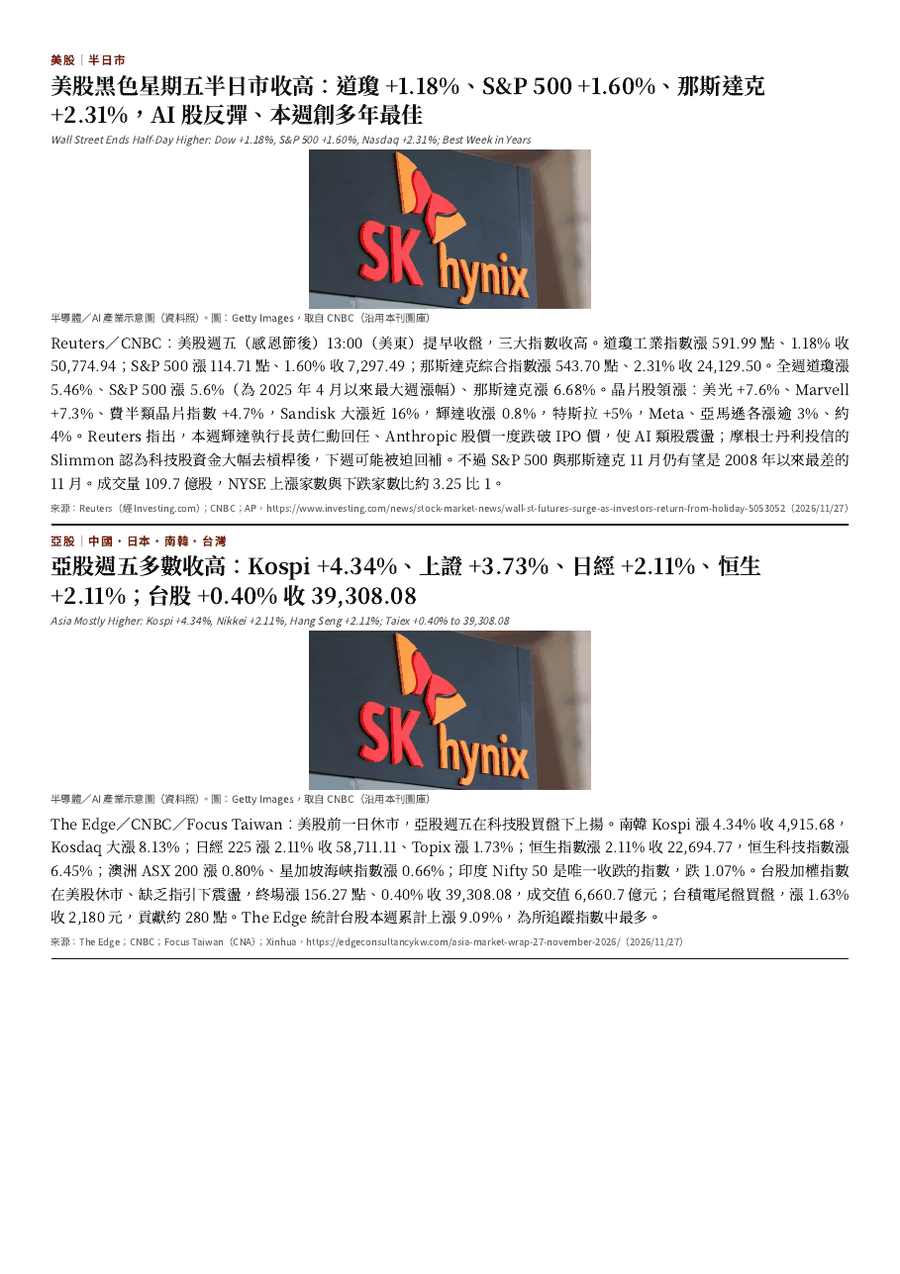 美股｜半日市
美股黑色星期五半日市收高：道瓊 +1.18%、S&P 500 +1.60%、那斯達克
+2.31%，AI 股反彈、本週創多年最佳
Wall Street Ends Half-Day Higher: Dow +1.18%, S&P 500 +1.60%, Nasdaq +2.31%; Best Week in Years
SK
hynix
半導體／AI 產業示意圖（資料照）。圖：Getty Images，取自 CNBC（沿用本刊圖庫）
Reuters／CNBC：美股週五（感恩節後）13:00（美東）提早收盤，三大指數收高。道瓊工業指數漲 591.99 點、1.18% 收
50,774.94；S&P 500 漲 114.71 點、1.60% 收 7,297.49；那斯達克綜合指數漲 543.70 點、2.31% 收 24,129.50。全週道瓊漲
5.46%、S&P 500 漲 5.6%（為 2025 年 4 月以來最大週漲幅）、那斯達克漲 6.68%。晶片股領漲：美光 +7.6%、Marvell
+7.3%、費半類晶片指數 +4.7%，Sandisk 大漲近 16%，輝達收漲 0.8%，特斯拉 +5%，Meta、亞馬遜各漲逾 3%、約
4%。Reuters 指出，本週輝達執行長黃仁勳回任、Anthropic 股價一度跌破 IPO 價，使 AI 類股震盪；摩根士丹利投信的
Slimmon 認為科技股資金大幅去槓桿後，下週可能被迫回補。不過 S&P 500 與那斯達克 11 月仍有望是 2008 年以來最差的
11 月。成交量 109.7 億股，NYSE 上漲家數與下跌家數比約 3.25 比 1。
來源：Reuters（經 Investing.com）；CNBC；AP，https://www.investing.com/news/stock-market-news/wall-st-futures-surge-as-investors-return-from-holiday-5053052（2026/11/27）
亞股｜中國・日本・南韓・台灣
亞股週五多數收高：Kospi +4.34%、上證 +3.73%、日經 +2.11%、恒生
+2.11%；台股 +0.40% 收 39,308.08
Asia Mostly Higher: Kospi +4.34%, Nikkei +2.11%, Hang Seng +2.11%; Taiex +0.40% to 39,308.08
SK
hynix
半導體／AI 產業示意圖（資料照）。圖：Getty Images，取自 CNBC（沿用本刊圖庫）
The Edge／CNBC／Focus Taiwan：美股前一日休市，亞股週五在科技股買盤下上揚。南韓 Kospi 漲 4.34% 收 4,915.68，
Kosdaq 大漲 8.13%；日經 225 漲 2.11% 收 58,711.11、Topix 漲 1.73%；恒生指數漲 2.11% 收 22,694.77，恒生科技指數漲
6.45%；澳洲 ASX 200 漲 0.80%、星加坡海峽指數漲 0.66%；印度 Nifty 50 是唯一收跌的指數，跌 1.07%。台股加權指數
在美股休市、缺乏指引下震盪，終場漲 156.27 點、0.40% 收 39,308.08，成交值 6,660.7 億元；台積電尾盤買盤，漲 1.63%
收 2,180 元，貢獻約 280 點。The Edge 統計台股本週累計上漲 9.09%，為所追蹤指數中最多。
來源：The Edge；CNBC；Focus Taiwan（CNA）；Xinhua，https://edgeconsultancykw.com/asia-market-wrap-27-november-2026/（2026/11/27）